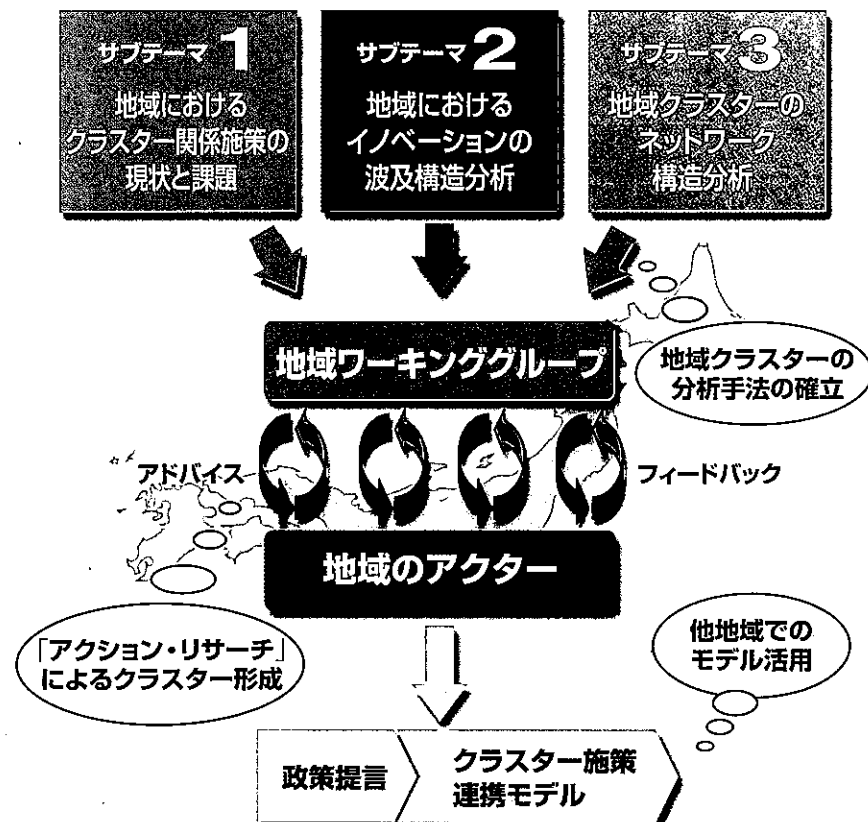 サブテーマ1
地域における
クラスター関係施策の
現状と課題
サブテーマ2
地域における
イノベーションの
波及構造分析
サブテーマ3
地域クラスターの
ネットワーク
構造分析
地域ワーキンググループ
地域クラスターの
分析手法の確立
アドバイス
フィードバック
地域のアクター
「アクション・リサーチ」
によるクラスター形成
他地域での
モデル活用
政策提言
クラスター施策
連携モデル